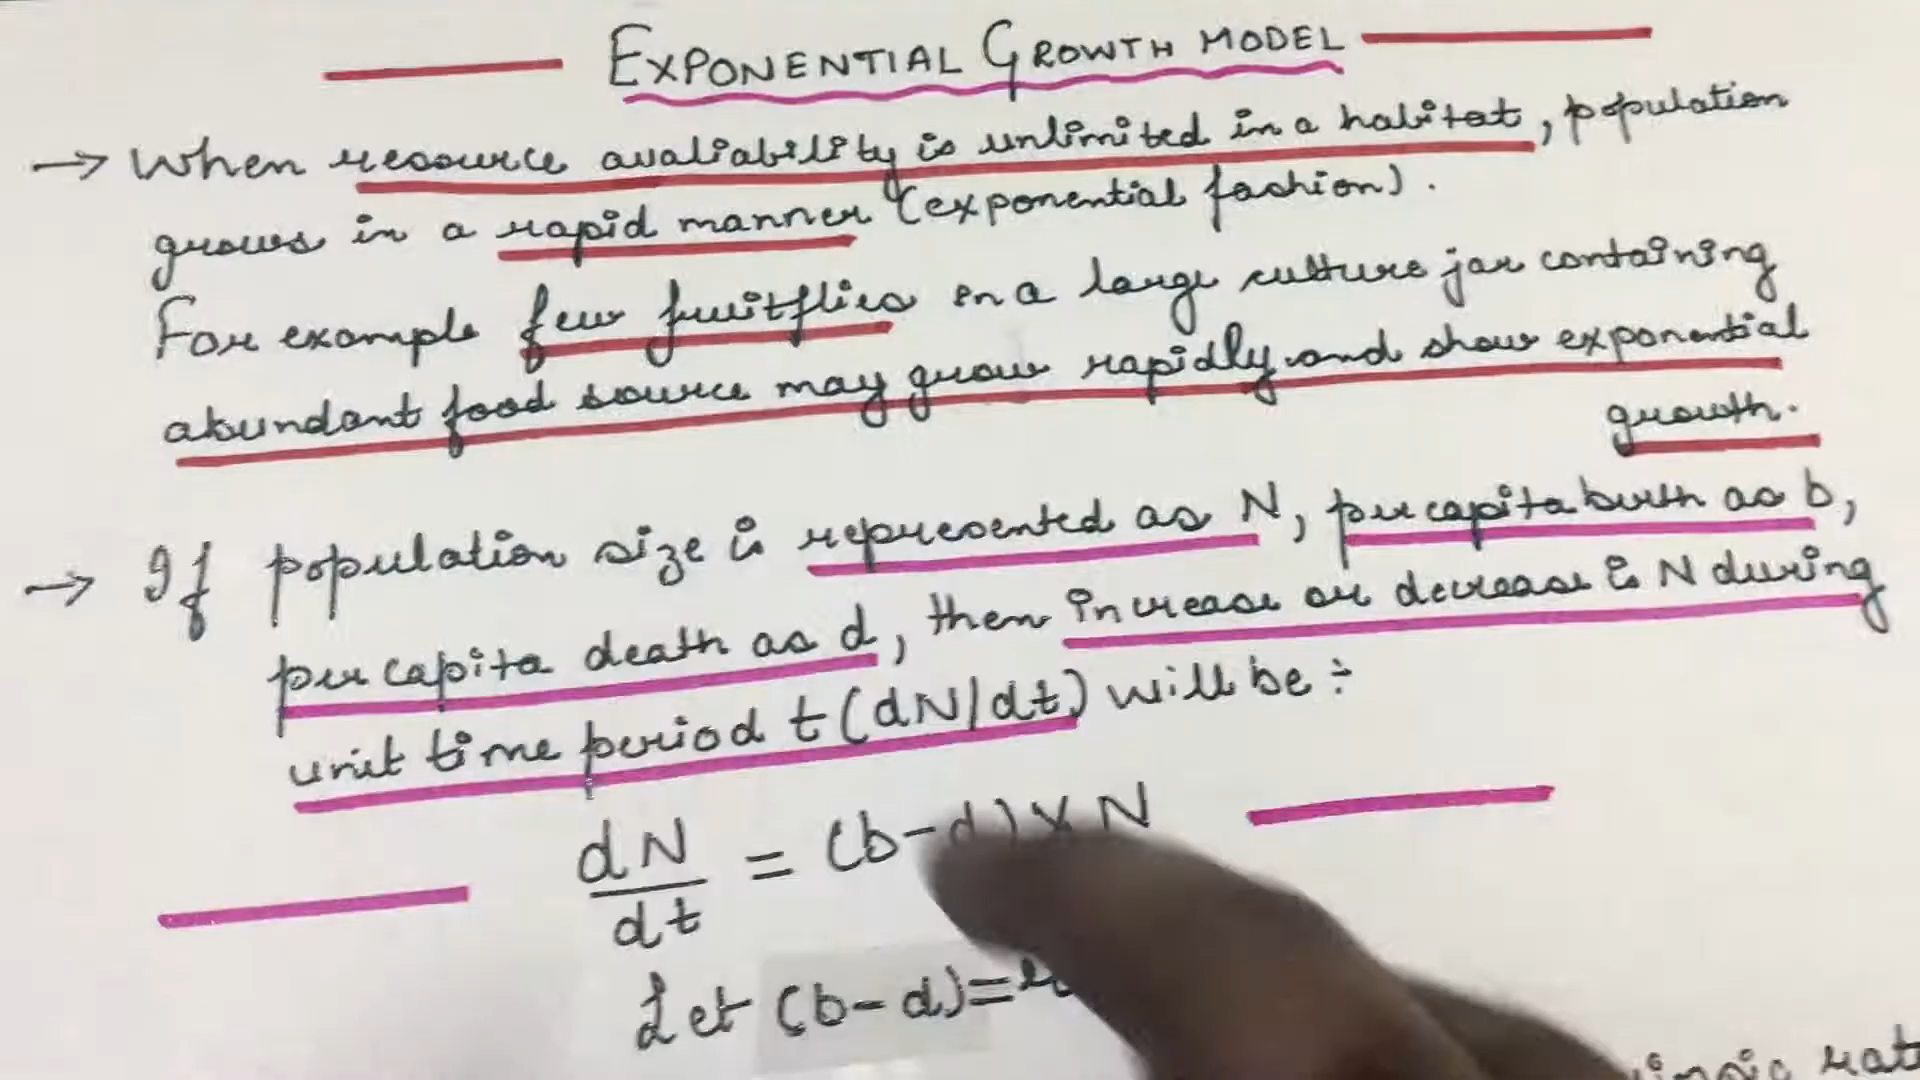 EXPONENTIAL GROWTH MODEL
→ When resource avaliability is unlimited in a habitat, population
grows in a rapid manner (exponential fashion).
For example few fruitflies in a large culture jar containing
abundant food source may grow rapidly and show exponential
growth.
→ If population size is represented as N, per capita birth as b,
per capita death as d, then increase or decrease is N during
unit time period t (dN/dt) will be :
dN/dt = (b-d) x N
Let (b-d) = r